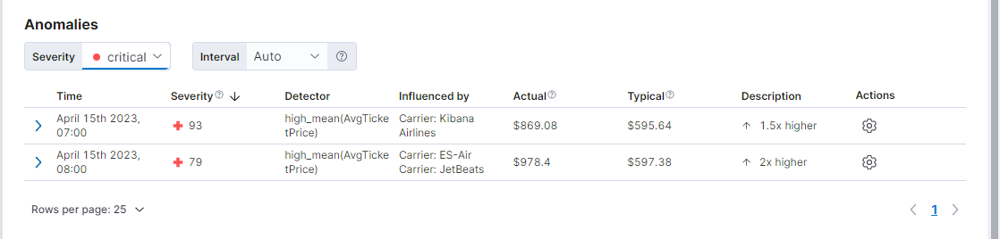 Anomalies
Severity critical Interval Auto
Time Severity Detector Influenced by Actual Typical Description Actions
April 15th 2023, 07:00 93 high_mean(AvgTicketPrice) Carrier: Kibana Airlines $869.08 $595.64 ↑ 1.5x higher
April 15th 2023, 08:00 79 high_mean(AvgTicketPrice) Carrier: ES-Air Carrier: JetBeats $978.4 $597.38 ↑ 2x higher
Rows per page: 25 1